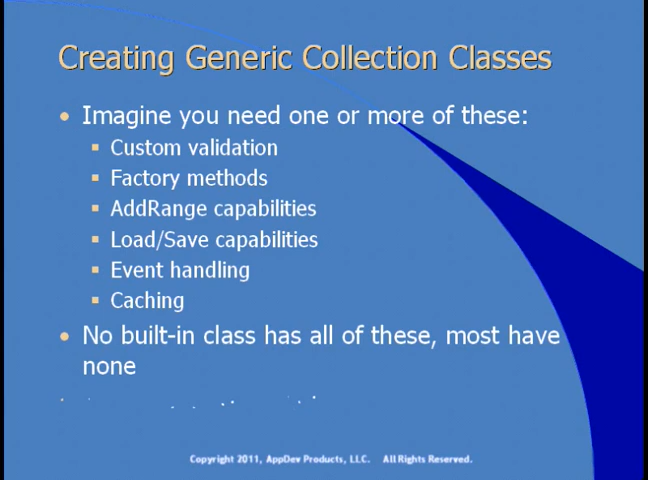 Creating Generic Collection Classes
• Imagine you need one or more of these:
▪ Custom validation
▪ Factory methods
▪ AddRange capabilities
▪ Load/Save capabilities
▪ Event handling
▪ Caching
• No built-in class has all of these, most have
none
Copyright 2011, AppDev Products, LLC. All Rights Reserved.